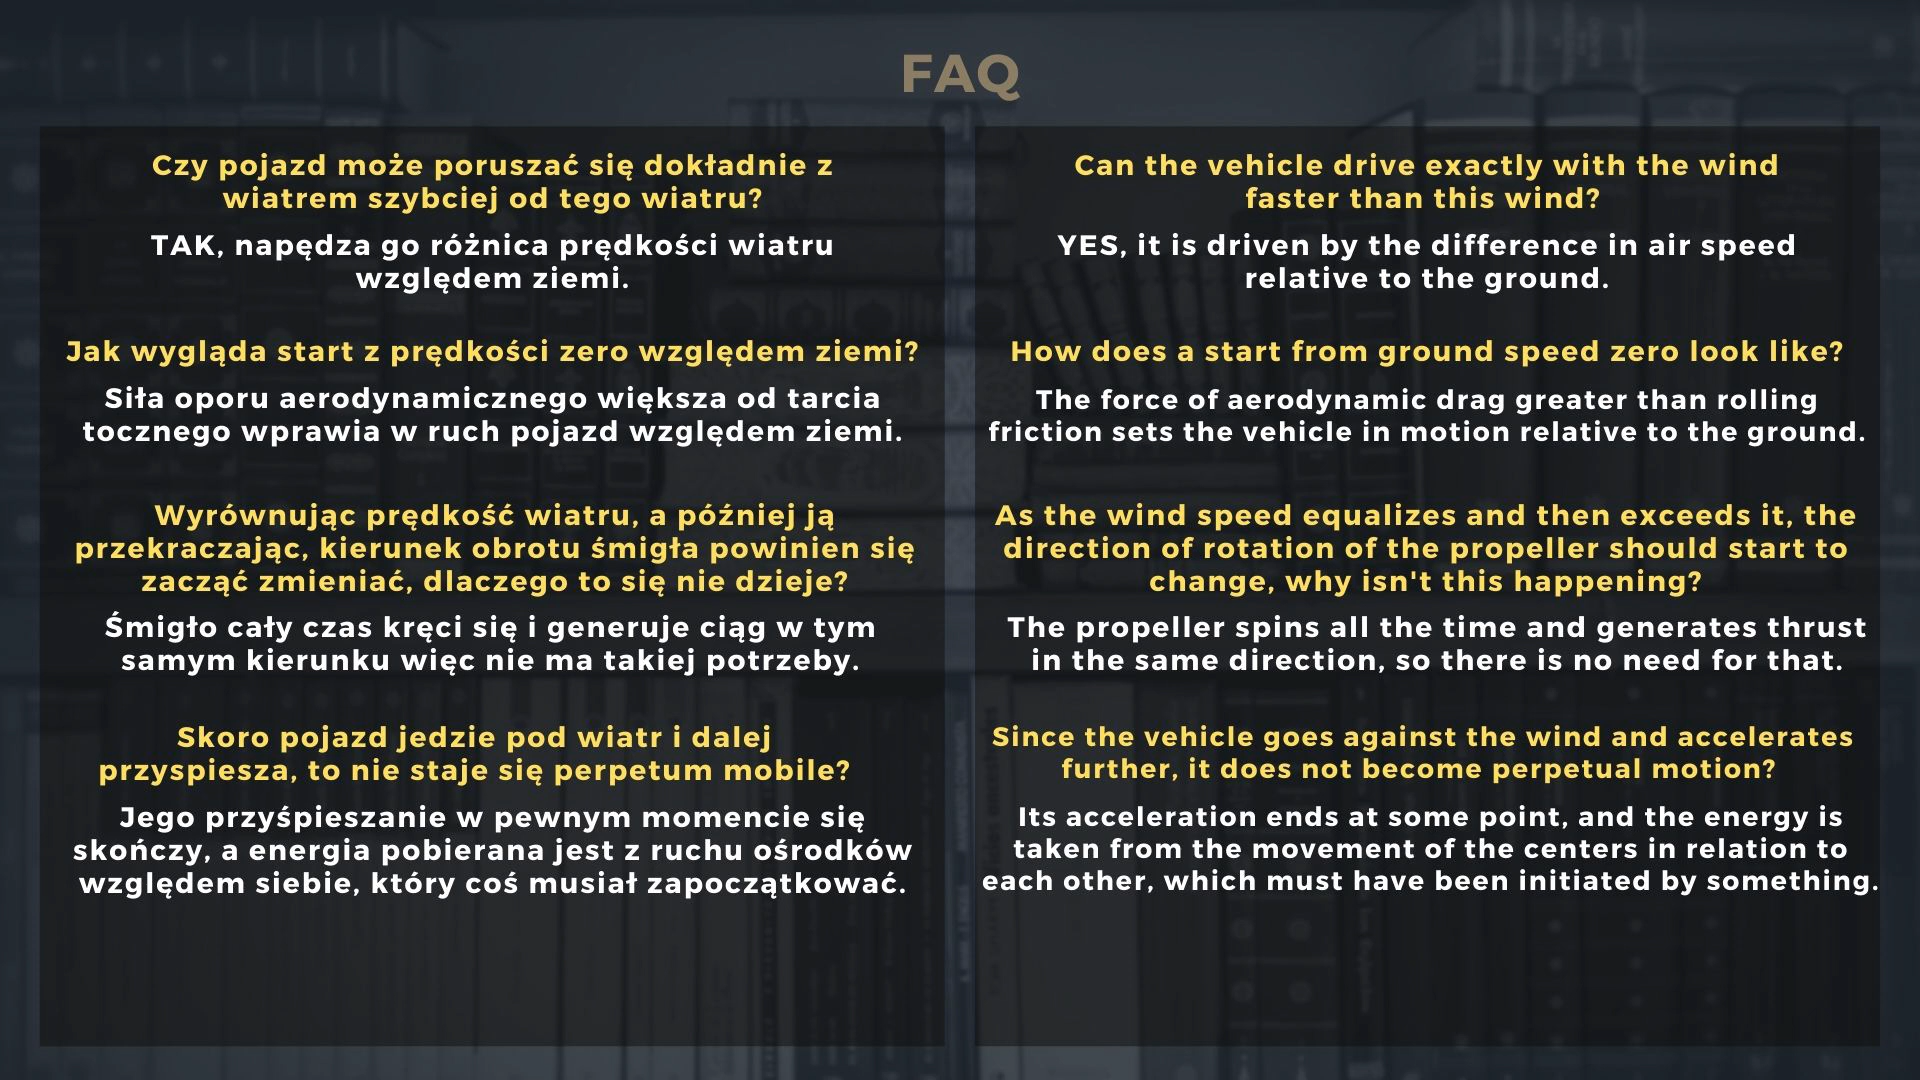 FAQ
Czy pojazd może poruszać się dokładnie z
wiatrem szybciej od tego wiatru?
TAK, napędza go różnica prędkości wiatru
względem ziemi.
Jak wygląda start z prędkości zero względem ziemi?
Siła oporu aerodynamicznego większa od tarcia
tocznego wprawia w ruch pojazd względem ziemi.
Wyrównując prędkość wiatru, a później ją
przekraczając, kierunek obrotu śmigła powinien się
zacząć zmieniać, dlaczego to się nie dzieje?
Śmigło cały czas kręci się i generuje ciąg w tym
samym kierunku więc nie ma takiej potrzeby.
Skoro pojazd jedzie pod wiatr i dalej
przyspiesza, to nie staje się perpetum mobile?
Jego przyśpieszanie w pewnym momencie się
skończy, a energia pobierana jest z ruchu ośrodków
względem siebie, który coś musiał zapoczątkować.
Can the vehicle drive exactly with the wind
faster than this wind?
YES, it is driven by the difference in air speed
relative to the ground.
How does a start from ground speed zero look like?
The force of aerodynamic drag greater than rolling
friction sets the vehicle in motion relative to the ground.
As the wind speed equalizes and then exceeds it, the
direction of rotation of the propeller should start to
change, why isn't this happening?
The propeller spins all the time and generates thrust
in the same direction, so there is no need for that.
Since the vehicle goes against the wind and accelerates
further, it does not become perpetual motion?
Its acceleration ends at some point, and the energy is
taken from the movement of the centers in relation to
each other, which must have been initiated by something.